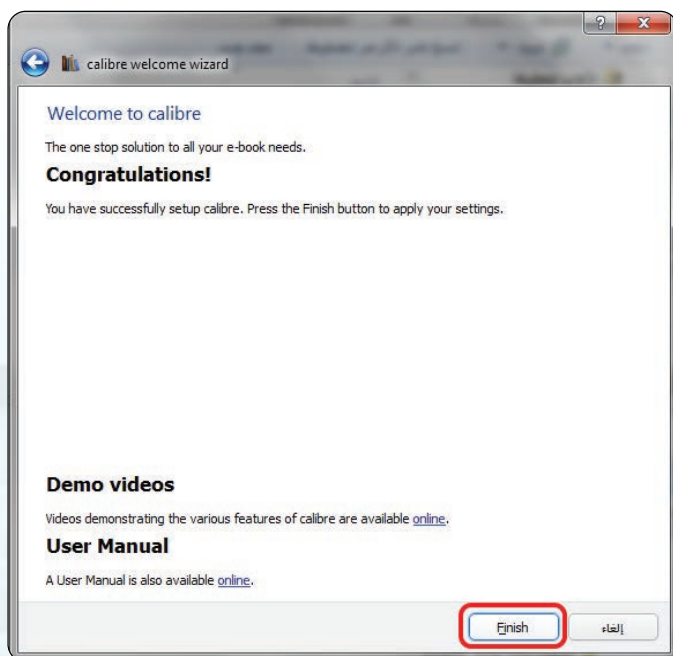 calibre welcome wizard
Welcome to calibre
The one stop solution to all your e-book needs.
Congratulations!
You have successfully setup calibre. Press the Finish button to apply your settings.
Demo videos
Videos demonstrating the various features of calibre are available online.
User Manual
A User Manual is also available online.
Finish
إلغاء